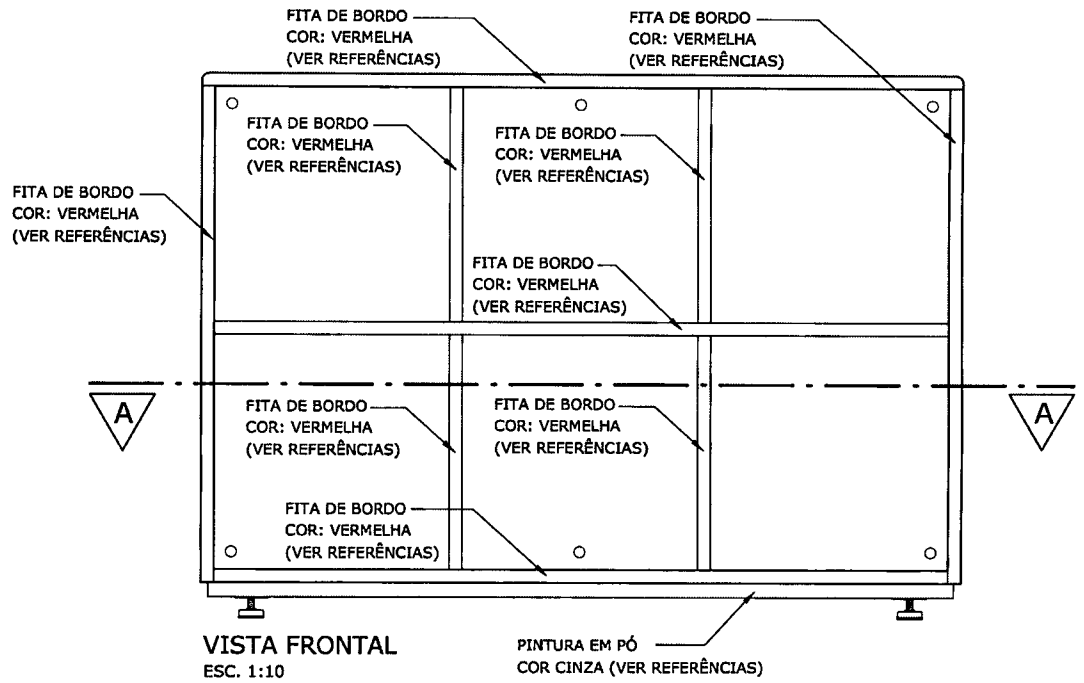 FITA DE BORDO
COR: VERMELHA
(VER REFERÊNCIAS)
FITA DE BORDO
COR: VERMELHA
(VER REFERÊNCIAS)
FITA DE BORDO
COR: VERMELHA
(VER REFERÊNCIAS)
FITA DE BORDO
COR: VERMELHA
(VER REFERÊNCIAS)
FITA DE BORDO
COR: VERMELHA
(VER REFERÊNCIAS)
FITA DE BORDO
COR: VERMELHA
(VER REFERÊNCIAS)
A
A
FITA DE BORDO
COR: VERMELHA
(VER REFERÊNCIAS)
FITA DE BORDO
COR: VERMELHA
(VER REFERÊNCIAS)
FITA DE BORDO
COR: VERMELHA
(VER REFERÊNCIAS)
VISTA FRONTAL
ESC. 1:10
PINTURA EM PÓ
COR CINZA (VER REFERÊNCIAS)